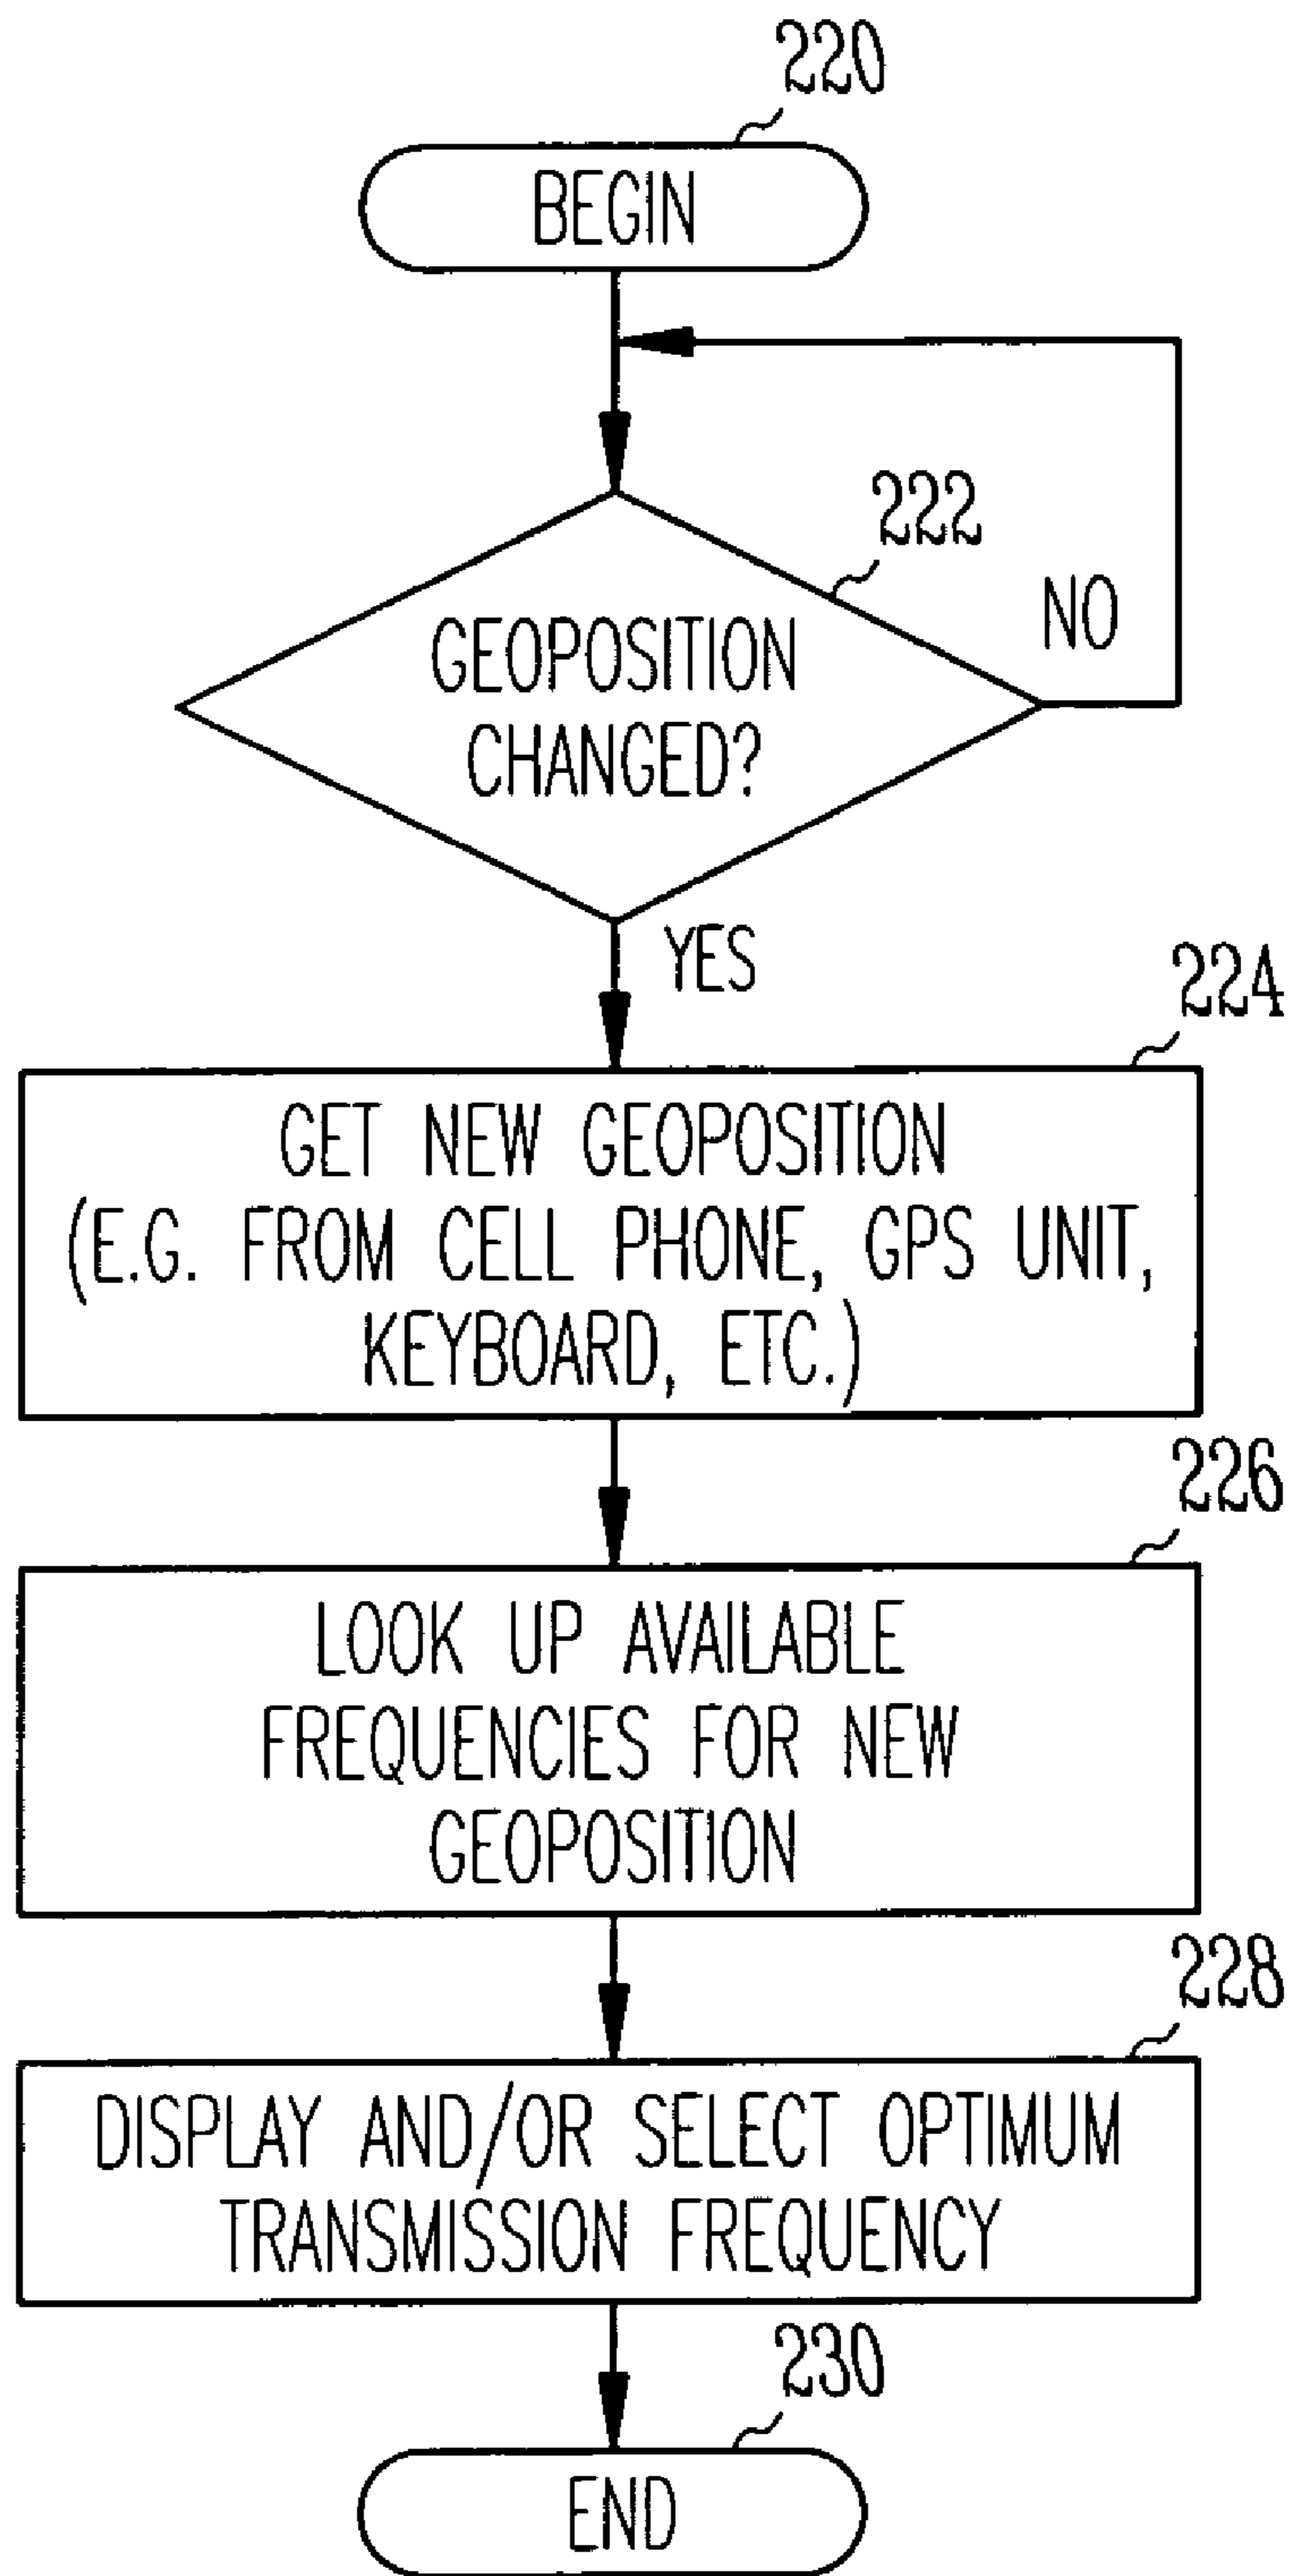 220
BEGIN
222
GEOPOSITION
CHANGED?
NO
YES
224
GET NEW GEOPOSITION
(E.G. FROM CELL PHONE, GPS UNIT,
KEYBOARD, ETC.)
226
LOOK UP AVAILABLE
FREQUENCIES FOR NEW
GEOPOSITION
228
DISPLAY AND/OR SELECT OPTIMUM
TRANSMISSION FREQUENCY
230
END